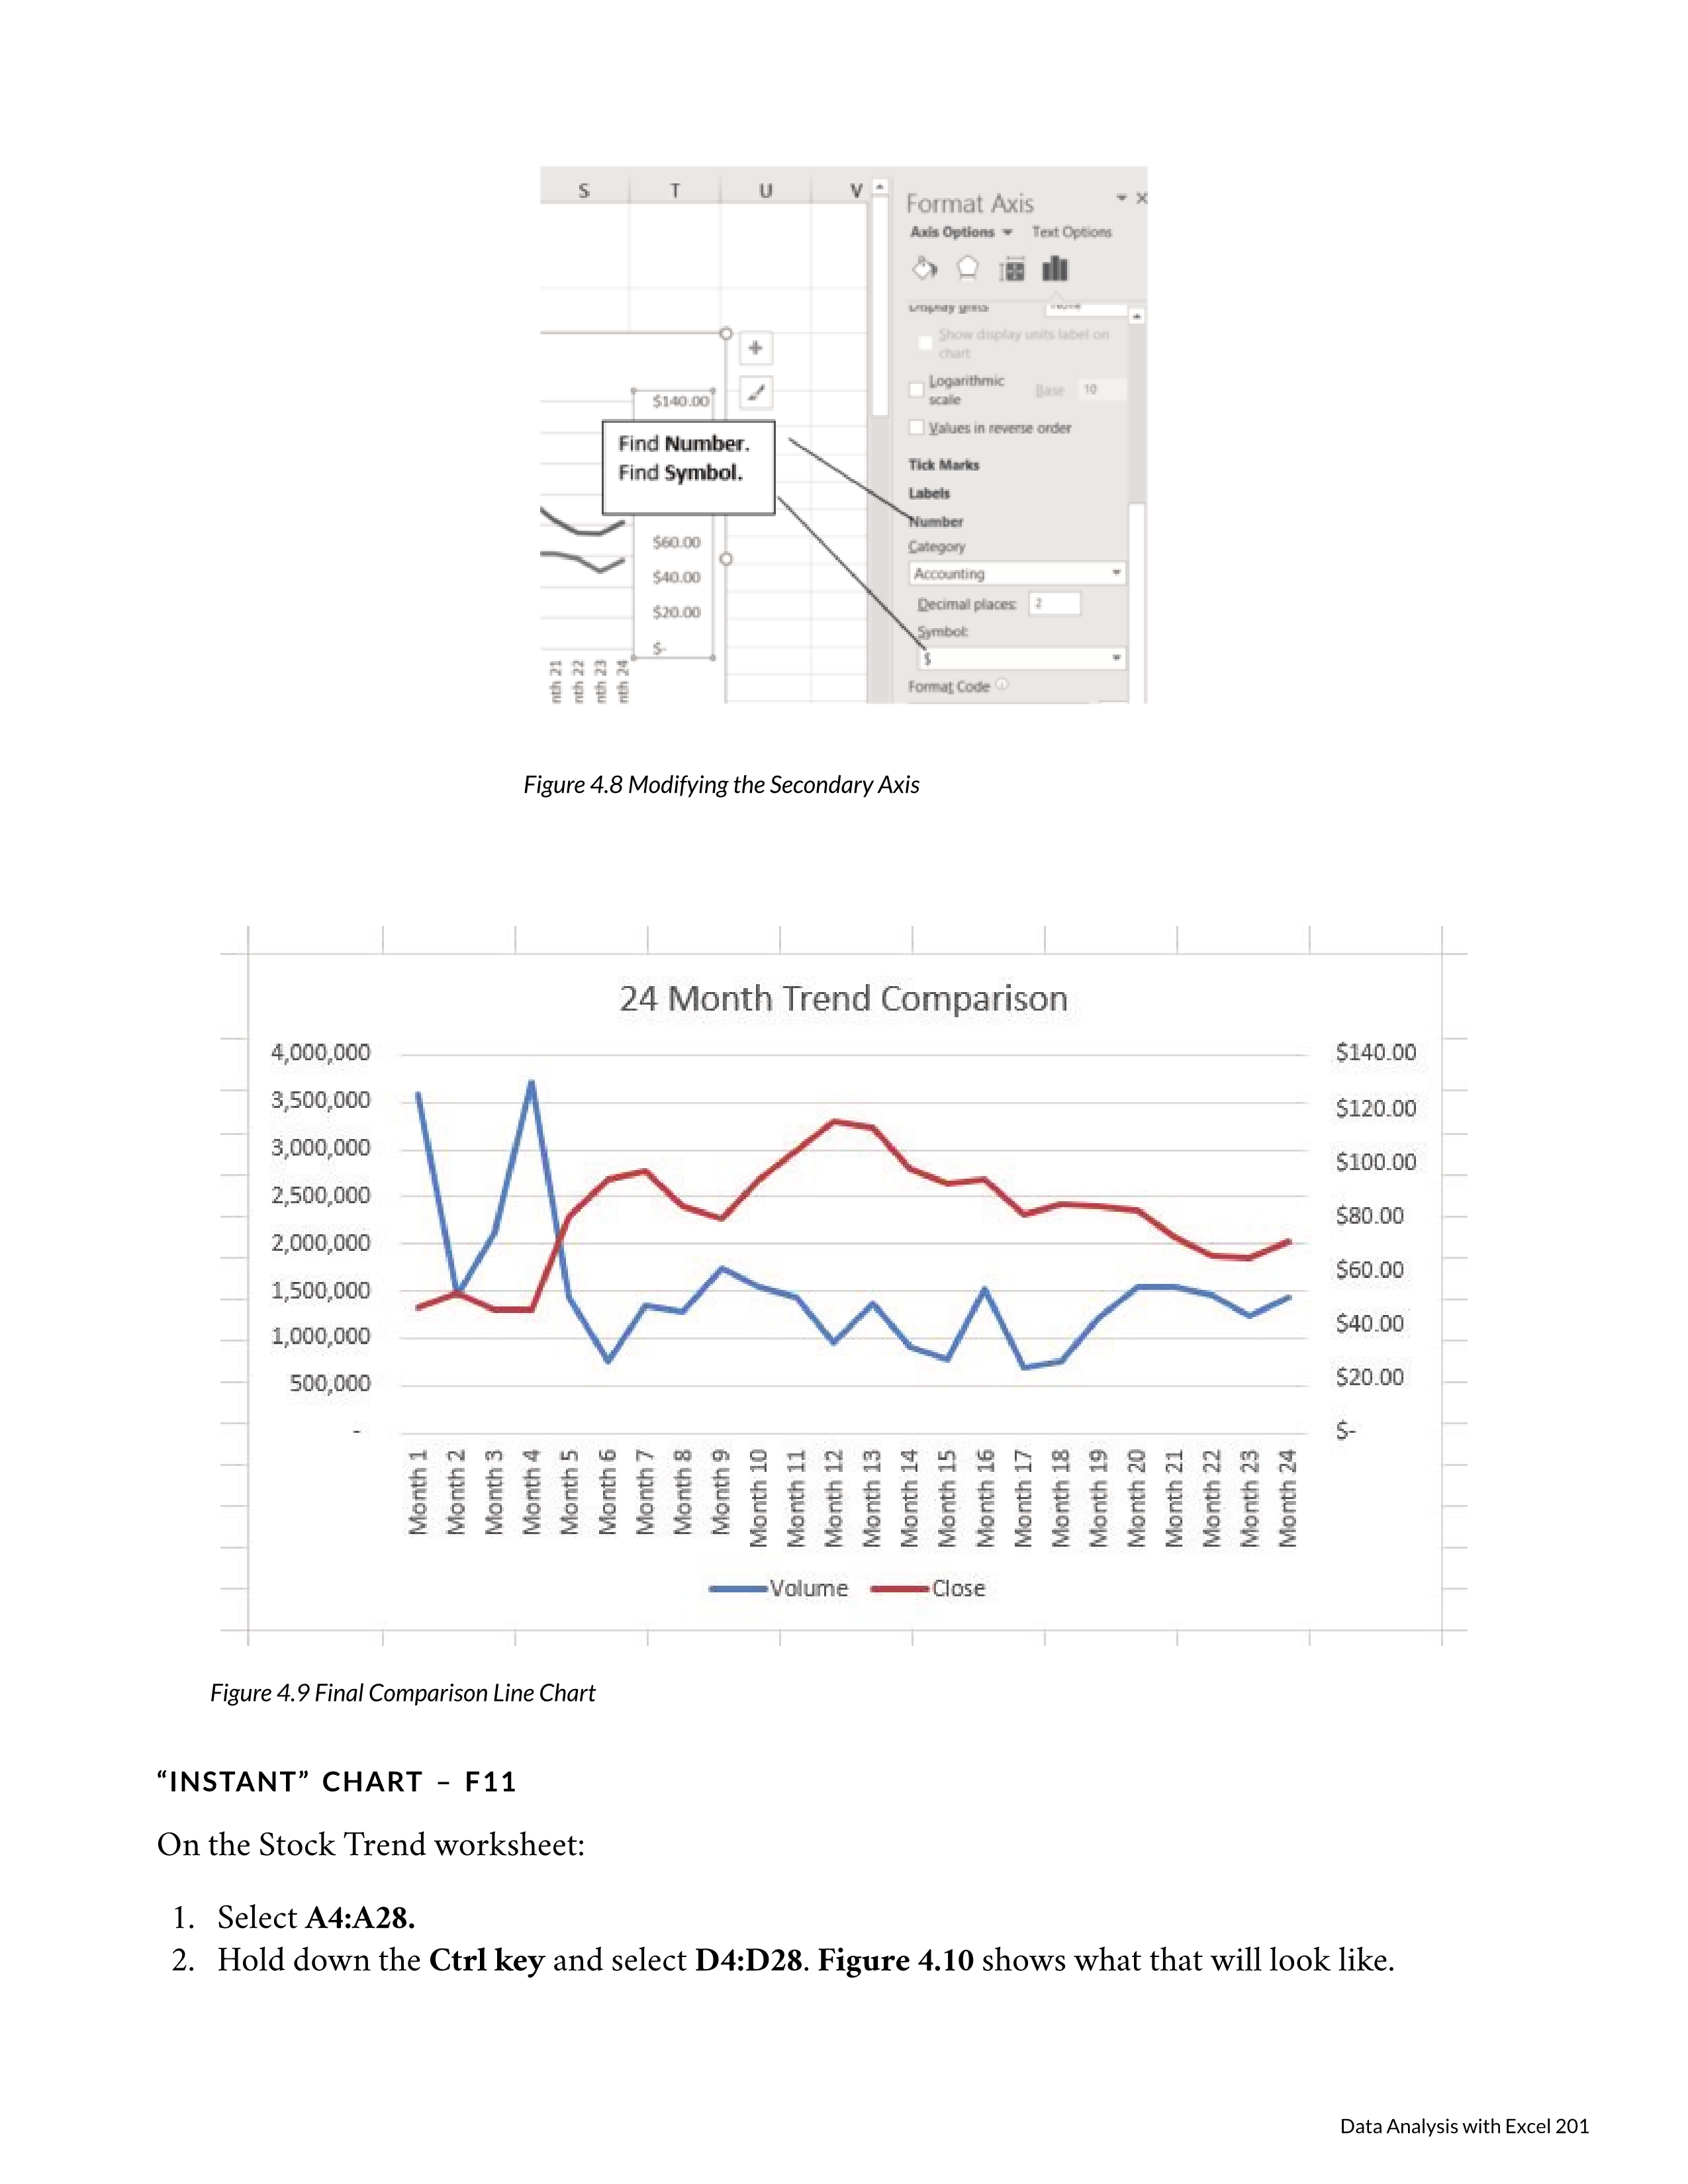 S T U V
Format Axis
Axis Options Text Options
Display units None
Show display units label on
chart
Logarithmic
scale
Base 10
Values in reverse order
Tick Marks
Labels
Number
Category
Accounting
Decimal places: 2
Symbol:
$
Format Code
$140.00
Find Number.
Find Symbol.
$60.00
$40.00
$20.00
$-
nth 21
nth 22
nth 23
nth 24
Figure 4.8 Modifying the Secondary Axis
24 Month Trend Comparison
4,000,000
3,500,000
3,000,000
2,500,000
2,000,000
1,500,000
1,000,000
500,000
-
$140.00
$120.00
$100.00
$80.00
$60.00
$40.00
$20.00
$-
Month 1
Month 2
Month 3
Month 4
Month 5
Month 6
Month 7
Month 8
Month 9
Month 10
Month 11
Month 12
Month 13
Month 14
Month 15
Month 16
Month 17
Month 18
Month 19
Month 20
Month 21
Month 22
Month 23
Month 24
Volume Close
Figure 4.9 Final Comparison Line Chart
“INSTANT” CHART – F11
On the Stock Trend worksheet:
1. Select A4:A28.
2. Hold down the Ctrl key and select D4:D28. Figure 4.10 shows what that will look like.
Data Analysis with Excel 201